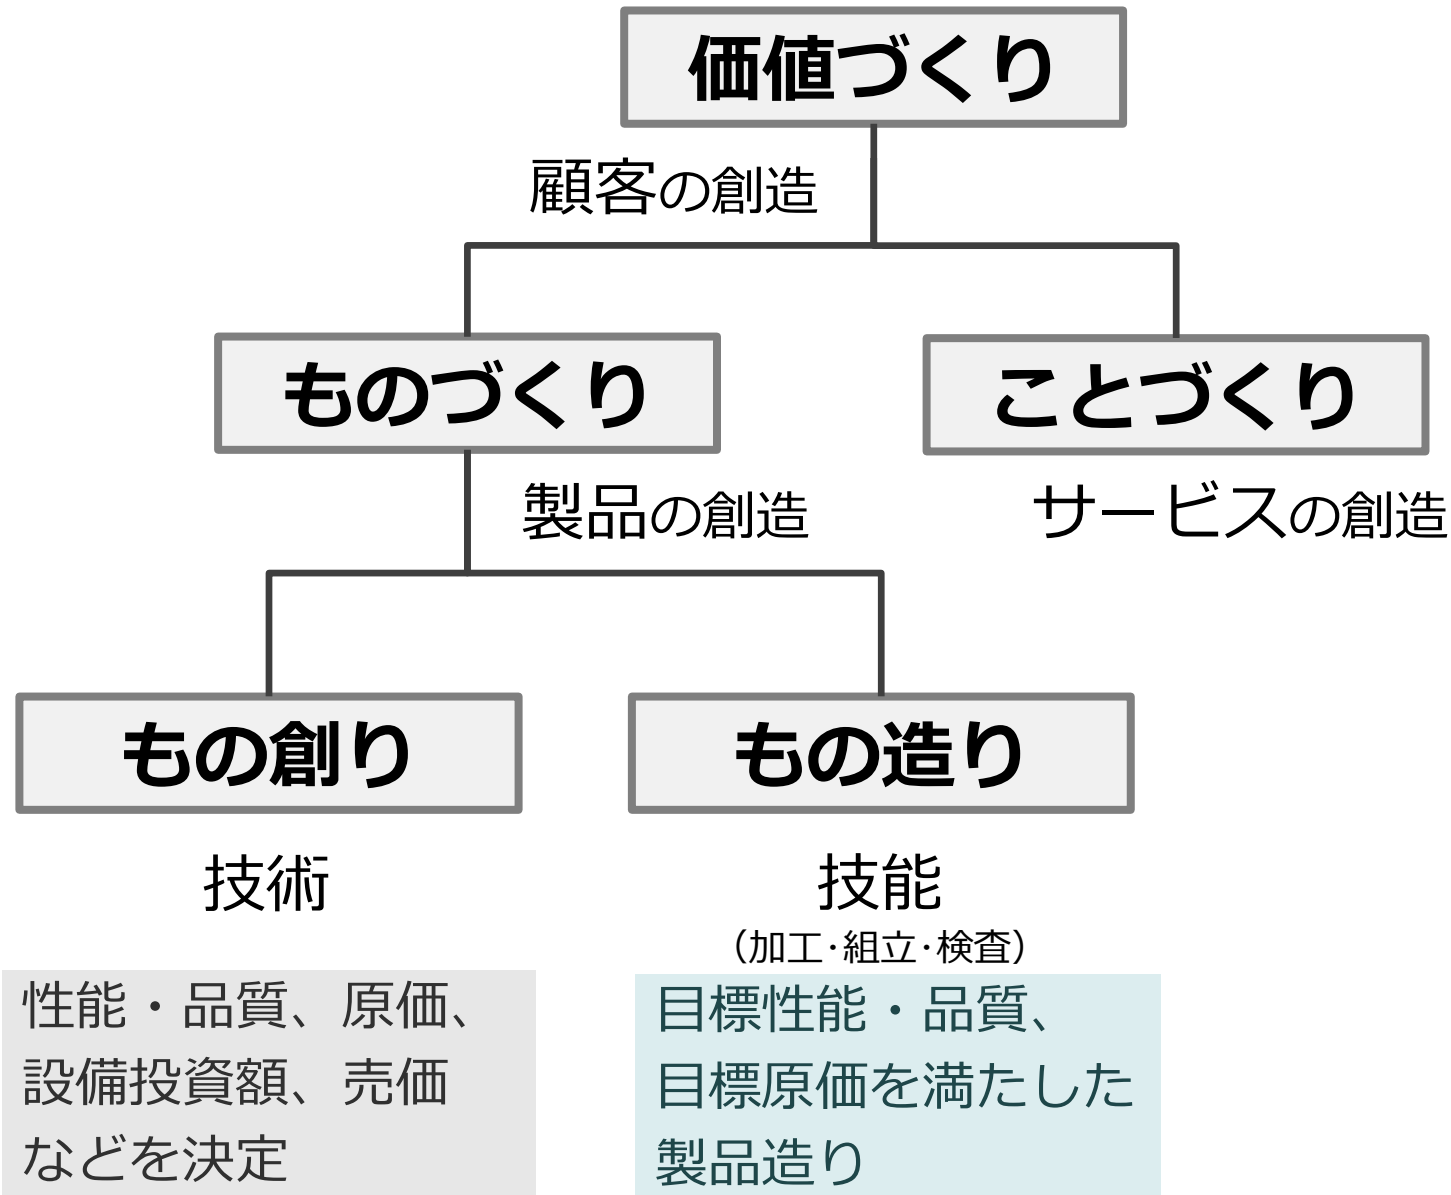 価値づくり
顧客の創造
ものづくり
ことづくり
製品の創造
サービスの創造
もの創り
もの造り
技術
技能
（加工･組立･検査）
性能・品質、原価、
設備投資額、売価
などを決定
目標性能・品質、
目標原価を満たした
製品造り